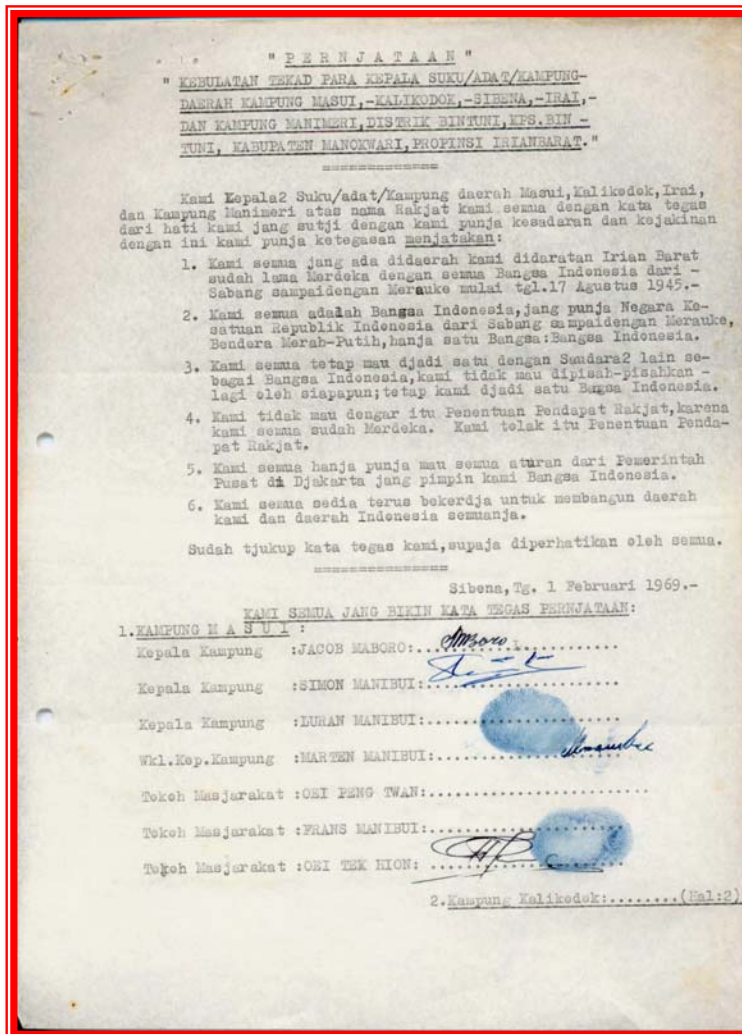 " P E R N J A T A A N "
" KEBULATAN TEKAD PARA KEPALA SUKU/ADAT/KAMPUNG-
DAERAH KAMPUNG MASUI,-KALIKODOK,-SIBENA,-IRAI,-
DAN KAMPUNG MANIMERI,DISTRIK BINTUNI,KPS.BIN -
TUNI, KABUPATEN MANOKWARI,PROPINSI IRIANBARAT."
=============
Kami Kepala2 Suku/adat/Kampung daerah Masui,Kalikodok,Irai,
dan Kampung Manimeri atas nama Rakjat kami semua dengan kata tegas
dari hati kami jang sutji dengan kami punja kesadaran dan kejakinan
dengan ini kami punja ketegasan menjatakan:
1. Kami semua jang ada didaerah kami didaratan Irian Barat
sudah lama Merdeka dengan semua Bangsa Indonesia dari -
Sabang sampaidengan Merauke mulai tgl.17 Agustus 1945.-
2. Kami semua adalah Bangsa Indonesia,jang punja Negara Ke-
satuan Republik Indonesia dari Sabang sampaidengan Merauke,
Bendera Merah-Putih,hanja satu Bangsa:Bangsa Indonesia.
3. Kami semua tetap mau djadi satu dengan Saudara2 lain se-
bagai Bangsa Indonesia,kami tidak mau dipisah-pisahkan -
lagi oleh siapapun;tetap kami djadi satu Bangsa Indonesia.
4. Kami tidak mau dengar itu Penentuan Pendapat Rakjat,karena
kami semua sudah Merdeka. Kami tolak itu Penentuan Penda-
pat Rakjat.
5. Kami semua hanja punja mau semua aturan dari Pemerintah
Pusat di Djakarta jang pimpin kami Bangsa Indonesia.
6. Kami semua sedia terus bekerdja untuk membangun daerah
kami dan daerah Indonesia semuanja.
Sudah tjukup kata tegas kami,supaja diperhatikan oleh semua.
===============
Sibena,Tg. 1 Februari 1969.-
KAMI SEMUA JANG BIKIN KATA TEGAS PERNJATAAN:
1.KAMPUNG M A S U I :
Kepala Kampung :JACOB MABORO:.......................
Kepala Kampung :SIMON MANIBUI:......................
Kepala Kampung :LUHAN MANIBUI:......................
Wkl.Kep.Kampung :MARTEN MANIBUI:....................
Tokoh Masjarakat :OEI PENG TWAN:.........................
Tokoh Masjarakat :FRANS MANIBUI:......................
Tokoh Masjarakat :OEI TEK HION: ......................
2.Kampung Kalikodok:........(Hal:2)